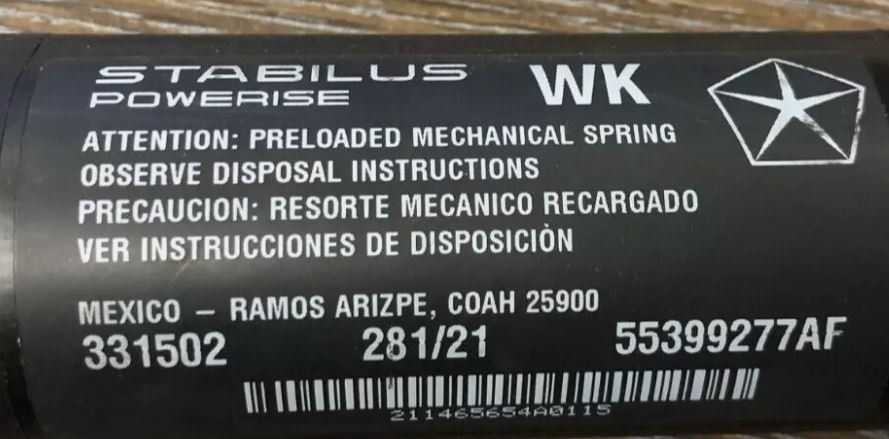 STABILUS WK
POWERISE
ATTENTION: PRELOADED MECHANICAL SPRING
OBSERVE DISPOSAL INSTRUCTIONS
PRECAUCION: RESORTE MECANICO RECARGADO
VER INSTRUCCIONES DE DISPOSICIÒN
MEXICO – RAMOS ARIZPE, COAH 25900
331502 281/21 55399277AF
211465654A0115